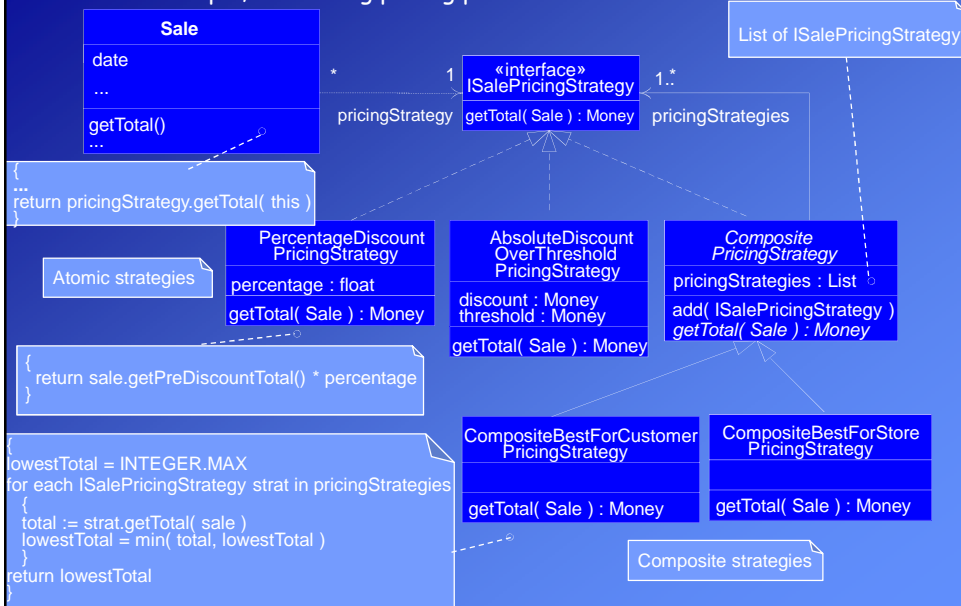 Sale
date
...
getTotal()
...
*
1
pricingStrategy
«interface»
ISalePricingStrategy
getTotal( Sale ) : Money
1..*
pricingStrategies
List of ISalePricingStrategy
{
...
return pricingStrategy.getTotal( this )
}
Atomic strategies
PercentageDiscount
PricingStrategy
percentage : float
getTotal( Sale ) : Money
AbsoluteDiscount
OverThreshold
PricingStrategy
discount : Money
threshold : Money
getTotal( Sale ) : Money
Composite
PricingStrategy
pricingStrategies : List
add( ISalePricingStrategy )
getTotal( Sale ) : Money
{
return sale.getPreDiscountTotal() * percentage
}
{
lowestTotal = INTEGER.MAX
for each ISalePricingStrategy strat in pricingStrategies
{
total := strat.getTotal( sale )
lowestTotal = min( total, lowestTotal )
}
return lowestTotal
}
CompositeBestForCustomer
PricingStrategy
getTotal( Sale ) : Money
CompositeBestForStore
PricingStrategy
getTotal( Sale ) : Money
Composite strategies